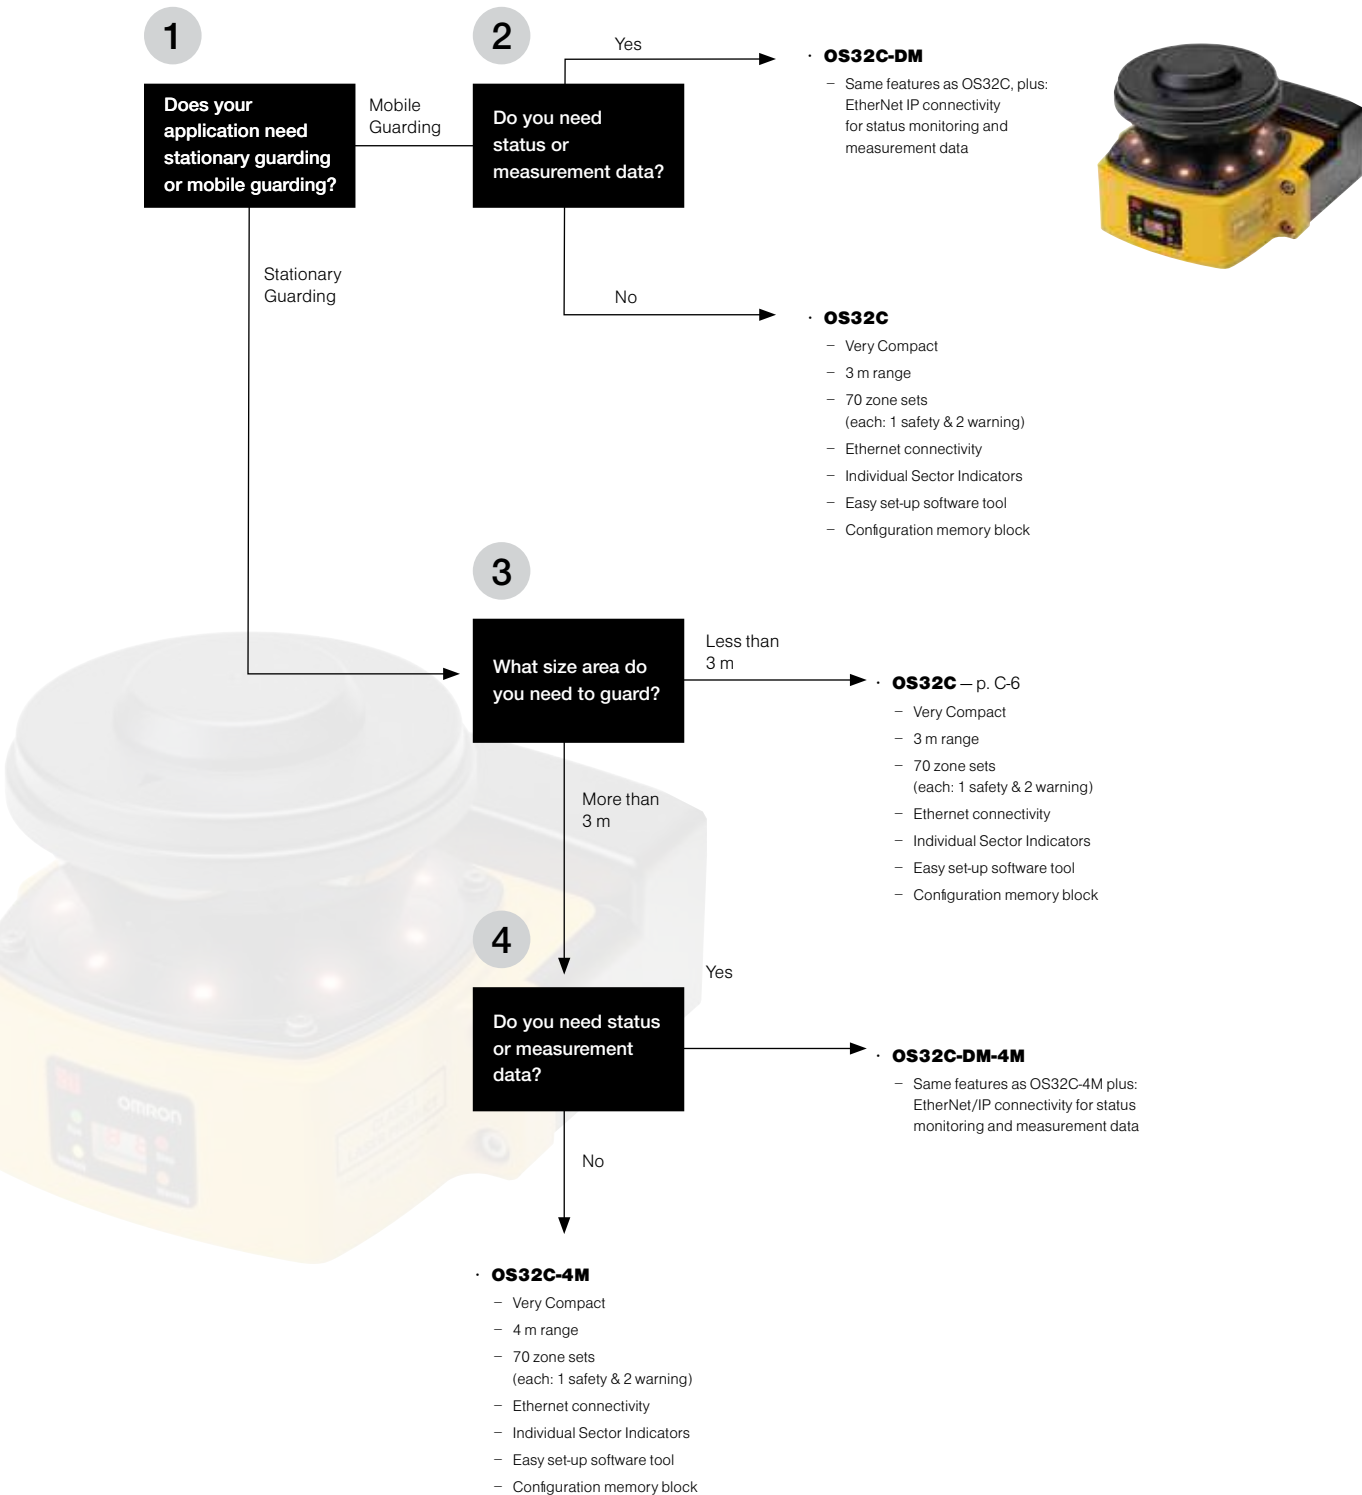 1
Does your
application need
stationary guarding
or mobile guarding?
Mobile
Guarding
Stationary
Guarding
2
Do you need
status or
measurement data?
Yes
· OS32C-DM
– Same features as OS32C, plus:
EtherNet IP connectivity
for status monitoring and
measurement data
No
· OS32C
– Very Compact
– 3 m range
– 70 zone sets
(each: 1 safety & 2 warning)
– Ethernet connectivity
– Individual Sector Indicators
– Easy set-up software tool
– Configuration memory block
3
What size area do
you need to guard?
Less than
3 m
· OS32C – p. C-6
– Very Compact
– 3 m range
– 70 zone sets
(each: 1 safety & 2 warning)
– Ethernet connectivity
– Individual Sector Indicators
– Easy set-up software tool
– Configuration memory block
More than
3 m
4
Do you need status
or measurement
data?
Yes
· OS32C-DM-4M
– Same features as OS32C-4M plus:
EtherNet/IP connectivity for status
monitoring and measurement data
No
· OS32C-4M
– Very Compact
– 4 m range
– 70 zone sets
(each: 1 safety & 2 warning)
– Ethernet connectivity
– Individual Sector Indicators
– Easy set-up software tool
– Configuration memory block
OMRON